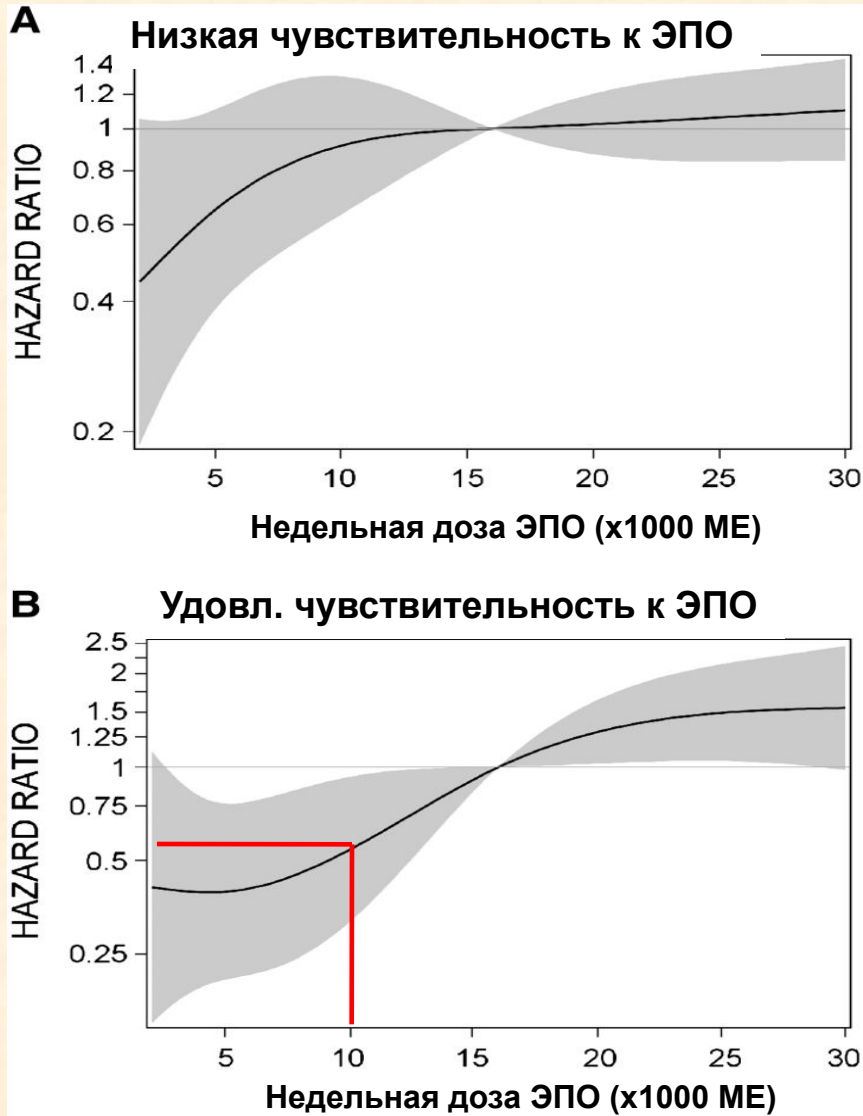 A
Низкая чувствительность к ЭПО
HAZARD RATIO
1.4
1.2
1
0.8
0.6
0.4
0.2
5 10 15 20 25 30
Недельная доза ЭПО (x1000 МЕ)
B
Удовл. чувствительность к ЭПО
HAZARD RATIO
2.5
2
1.5
1.25
1
0.75
0.5
0.25
5 10 15 20 25 30
Недельная доза ЭПО (x1000 МЕ)